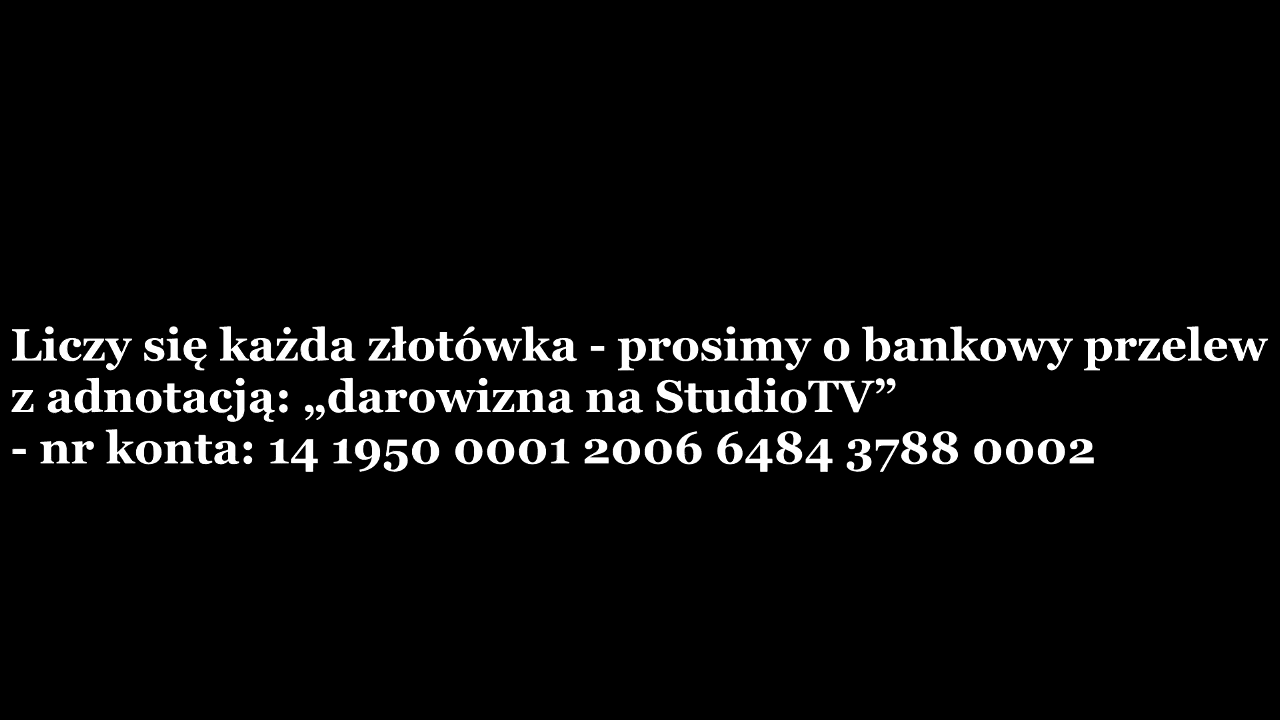 Liczy się każda złotówka - prosimy o bankowy przelew
z adnotacją: „darowizna na StudioTV”
- nr konta: 14 1950 0001 2006 6484 3788 0002